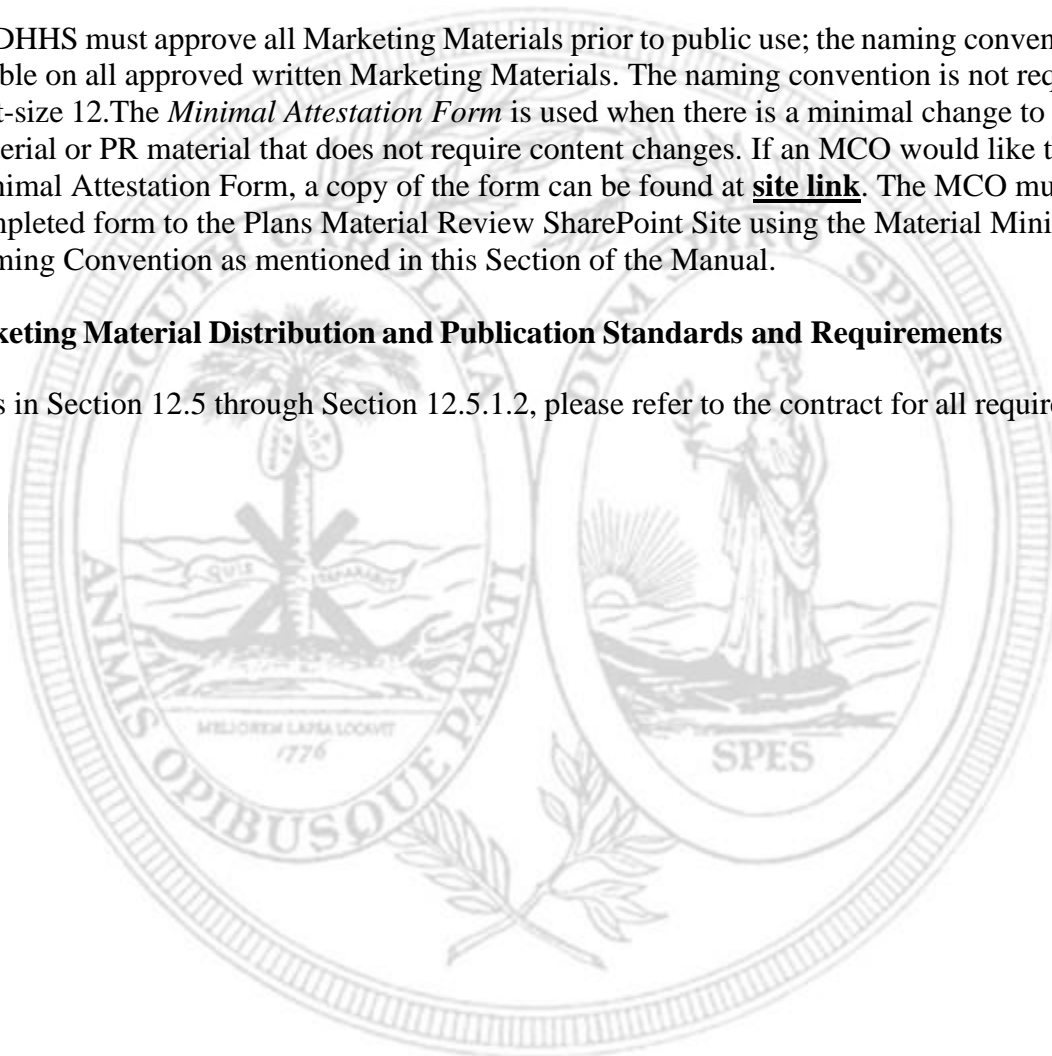 DHHS must approve all Marketing Materials prior to public use; the naming conven
ble on all approved written Marketing Materials. The naming convention is not req
t-size 12.The Minimal Attestation Form is used when there is a minimal change to
erial or PR material that does not require content changes. If an MCO would like t
nimal Attestation Form, a copy of the form can be found at site link. The MCO mu
mpleted form to the Plans Material Review SharePoint Site using the Material Mini
ming Convention as mentioned in this Section of the Manual.
keting Material Distribution and Publication Standards and Requirements
s in Section 12.5 through Section 12.5.1.2, please refer to the contract for all require
SOUTH CAROLINA
DUM SPIRO SPERO
QUIS SEPARABIT
ANIMIS OPIBUSQUE PARATI
MELIOREM LAPSA LOCAVIT
1776
SPES